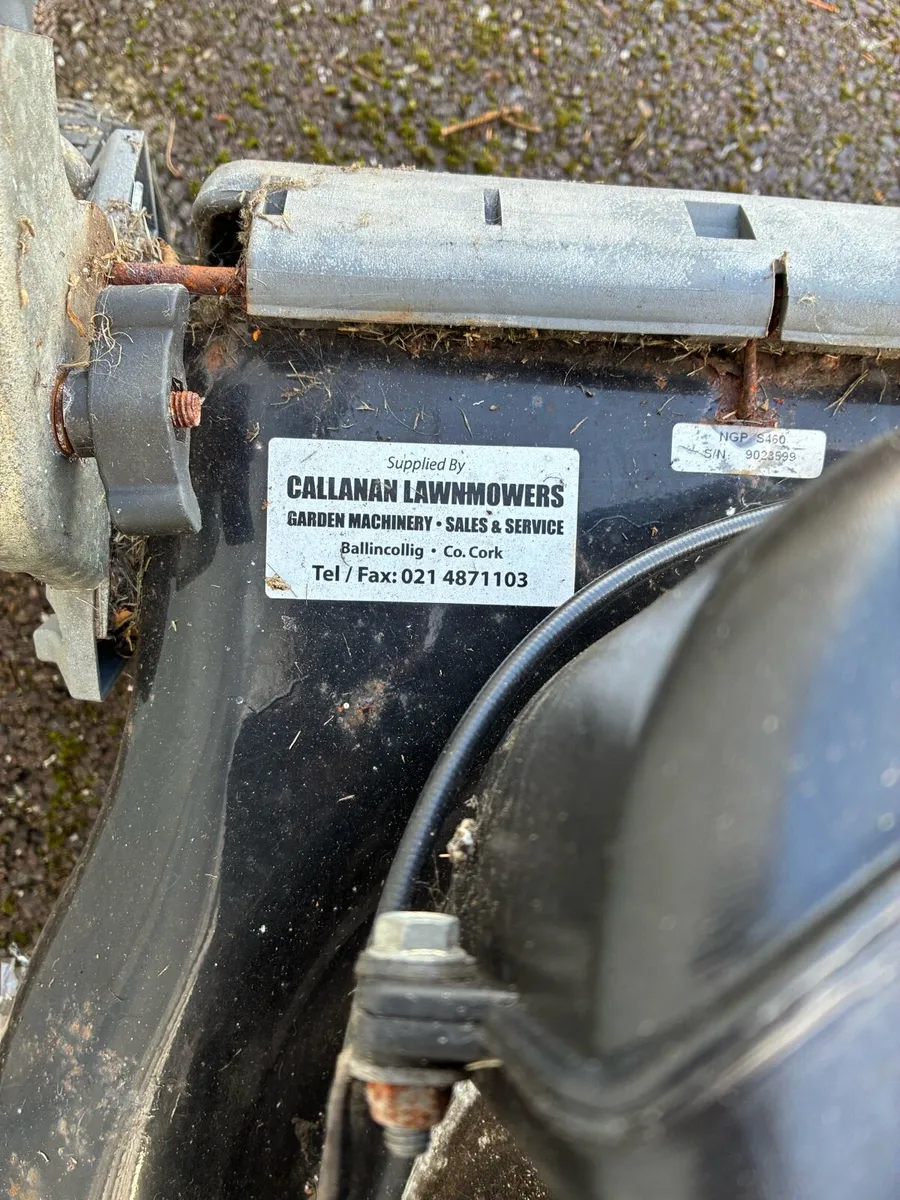 Supplied By
CALLANAN LAWNMOWERS
GARDEN MACHINERY • SALES & SERVICE
Ballincollig • Co. Cork
Tel / Fax: 021 4871103
NGP S460
S/N: 9023599